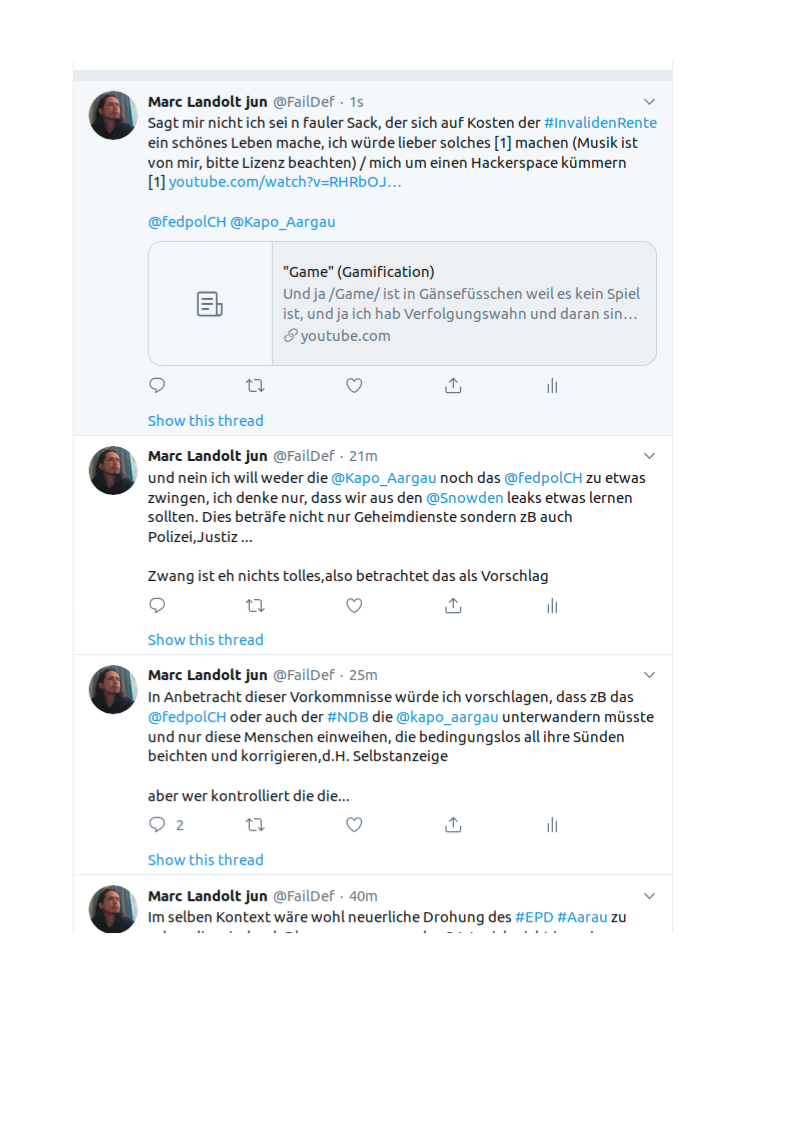 Marc Landolt jun @FailDef · 1s
Sagt mir nicht ich sei n fauler Sack, der sich auf Kosten der #InvalidenRente
ein schönes Leben mache, ich würde lieber solches [1] machen (Musik ist
von mir, bitte Lizenz beachten) / mich um einen Hackerspace kümmern
[1] youtube.com/watch?v=RHRbOJ…
@fedpolCH @Kapo_Aargau
"Game" (Gamification)
Und ja /Game/ ist in Gänsefüsschen weil es kein Spiel
ist, und ja ich hab Verfolgungswahn und daran sin…
youtube.com
Show this thread
Marc Landolt jun @FailDef · 21m
und nein ich will weder die @Kapo_Aargau noch das @fedpolCH zu etwas
zwingen, ich denke nur, dass wir aus den @Snowden leaks etwas lernen
sollten. Dies beträfe nicht nur Geheimdienste sondern zB auch
Polizei,Justiz ...
Zwang ist eh nichts tolles,also betrachtet das als Vorschlag
Show this thread
Marc Landolt jun @FailDef · 25m
In Anbetracht dieser Vorkommnisse würde ich vorschlagen, dass zB das
@fedpolCH oder auch der #NDB die @kapo_aargau unterwandern müsste
und nur diese Menschen einweihen, die bedingungslos all ihre Sünden
beichten und korrigieren,d.H. Selbstanzeige
aber wer kontrolliert die die...
2
Show this thread
Marc Landolt jun @FailDef · 40m
Im selben Kontext wäre wohl neuerliche Drohung des #EPD #Aarau zu